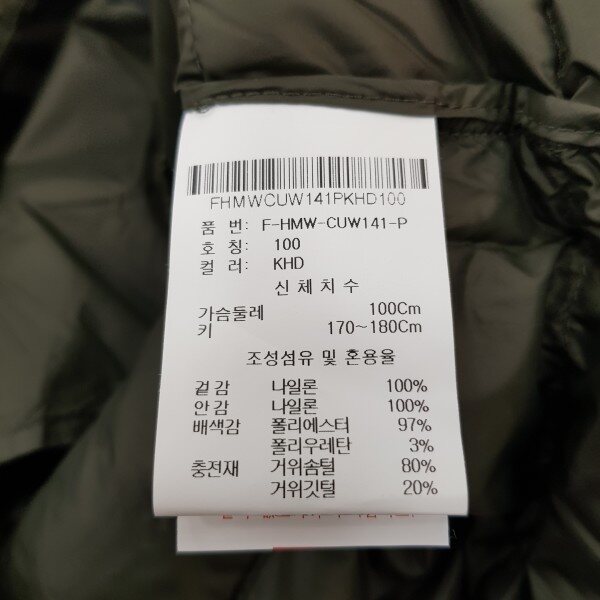 FHMWCUW141PKHD100
품 번: F-HMW-CUW141-P
호 칭: 100
컬 러: KHD
신 체 치 수
가슴둘레 100Cm
키 170~180Cm
조성섬유 및 혼용율
겉감 나일론 100%
안감 나일론 100%
배색감 폴리에스터 97%
폴리우레탄 3%
충전재 거위솜털 80%
거위깃털 20%